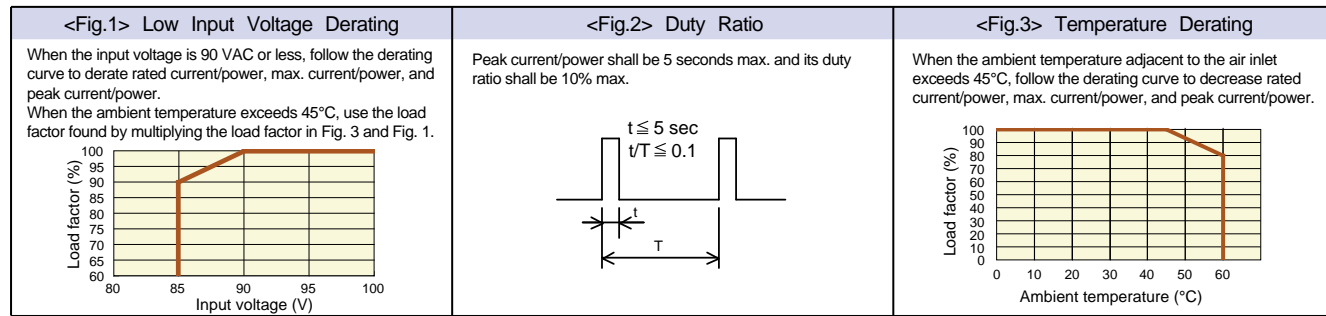 <Fig.1> Low Input Voltage Derating
When the input voltage is 90 VAC or less, follow the derating
curve to derate rated current/power, max. current/power, and
peak current/power.
When the ambient temperature exceeds 45°C, use the load
factor found by multiplying the load factor in Fig. 3 and Fig. 1.
Load factor (%)
100
95
90
85
80
75
70
65
60
80 85 90 95 100
Input voltage (V)
<Fig.2> Duty Ratio
Peak current/power shall be 5 seconds max. and its duty
ratio shall be 10% max.
t≦5 sec
t/T≦0.1
t
T
<Fig.3> Temperature Derating
When the ambient temperature adjacent to the air inlet
exceeds 45°C, follow the derating curve to decrease rated
current/power, max. current/power, and peak current/power.
Load factor (%)
100
90
80
70
60
50
40
30
20
10
0
0 10 20 30 40 50 60
Ambient temperature (°C)